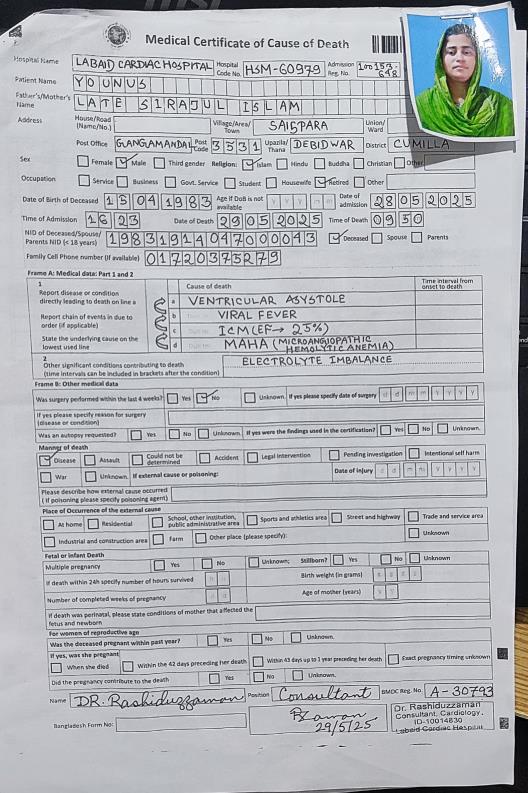 Medical Certificate of Cause of Death
Hospital Name LABAID CARDIAC HOSPITAL Hospital Code No. HSM-60979 Admission Reg. No. 100153-648
Patient Name YOUNUS
Father's/Mother's Name LATE SIRAJUL ISLAM
Address House/Road (Name/No.) Village/Area/Town SAISPARA Union/Ward
Post Office GUNGAMANDAL Post Code 3531 Upazila/Thana DEBIDWAR District CUMILLA
Sex Female Male Third gender Religion: Islam Hindu Buddha Christian Other
Occupation Service Business Govt. Service Student Housewife Retired Other
Date of Birth of Deceased 15041983 Age if DoB is not available Y Y m m Date of admission 28052025
Time of Admission 1623 Date of Death 29052025 Time of Death 0930
NID of Deceased/Spouse/Parents NID (< 18 years) 19831914047000043 Deceased Spouse Parents
Family Cell Phone number (if available) 01720375279
Frame A: Medical data: Part 1 and 2
1 Cause of death Time interval from onset to death
Report disease or condition directly leading to death on line a a VENTRICULAR ASYSTOLE
Report chain of events in due to order (if applicable) b VIRAL FEVER
c ICM (EF→ 25%)
State the underlying cause on the lowest used line d MAHA (MICROANGIOPATHIC HEMOLYTIC ANEMIA)
2 Other significant conditions contributing to death (time intervals can be included in brackets after the condition) ELECTROLYTE IMBALANCE
Frame B: Other medical data
Was surgery performed within the last 4 weeks? Yes No Unknown. If yes please specify date of surgery d d m m y y y y
If yes please specify reason for surgery (disease or condition)
Was an autopsy requested? Yes No Unknown. If yes were the findings used in the certification? Yes No Unknown
Manner of death
Disease Assault Could not be determined Accident Legal intervention Pending investigation Intentional self harm
War Unknown. If external cause or poisoning: Date of injury d d m m y y y y
Please describe how external cause occurred (If poisoning please specify poisoning agent)
Place of Occurrence of the external cause
At home Residential School, other institution, public administrative area Sports and athletics area Street and highway Trade and service area
Industrial and construction area Farm Other place (please specify): Unknown
Fetal or infant Death
Multiple pregnancy Yes No Unknown; Stillborn? Yes No Unknown
If death within 24h specify number of hours survived Birth weight (in grams)
Number of completed weeks of pregnancy Age of mother (years)
If death was perinatal, please state conditions of mother that affected the fetus and newborn
For women of reproductive age
Was the deceased pregnant within past year? Yes No Unknown.
If yes, was she pregnant
When she died Within the 42 days preceding her death Within 43 days up to 1 year preceding her death Exact pregnancy timing unknown
Did the pregnancy contribute to the death Yes No Unknown.
Name DR. Rashiduzzaman Position Consultant BMDC Reg. No. A-30793
Bangladesh Form No: 29/5/25
Dr. Rashiduzzaman
Consultant, Cardiology.
ID-10014830
Labaid Cardiac Hospital